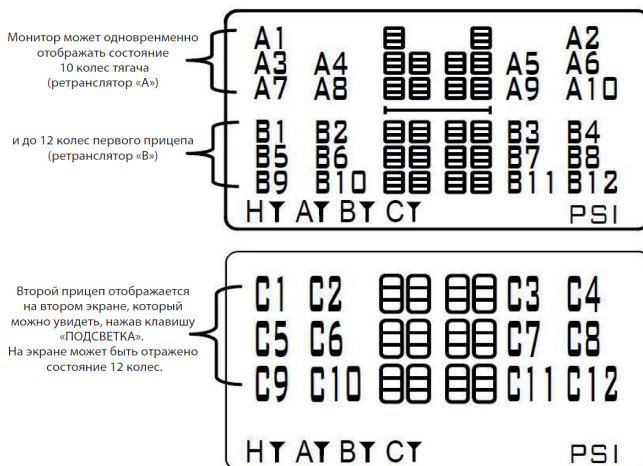 Монитор может одновренменно
отображать состояние
10 колес тягача
(ретранслятор «А»)
A1 A2
A3 A4 A5 A6
A7 A8 A9 A10
и до 12 колес первого прицепа
(ретранслятор «В»)
B1 B2 B3 B4
B5 B6 B7 B8
B9 B10 B11 B12
H A B C PSI
Второй прицеп отображается
на втором экране, который
можно увидеть, нажав клавишу
«ПОДСВЕТКА».
На экране может быть отражено
состояние 12 колес.
C1 C2 C3 C4
C5 C6 C7 C8
C9 C10 C11 C12
H A B C PSI